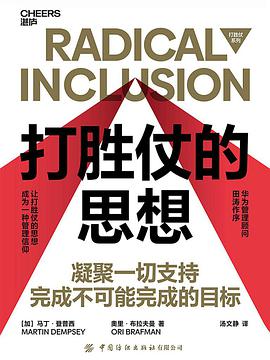 CHEERS
湛庐
RADICAL
INCLUSION
打胜仗
系列
打胜仗的
思想
让打胜仗的思想
成为一种管理信仰
华为管理顾问
田涛作序
凝聚一切支持
完成不可能完成的目标
[加] 马丁·登普西
MARTIN DEMPSEY
奥里·布拉夫曼 著
ORI BRAFMAN
汤文静 译
中国纺织出版社有限公司